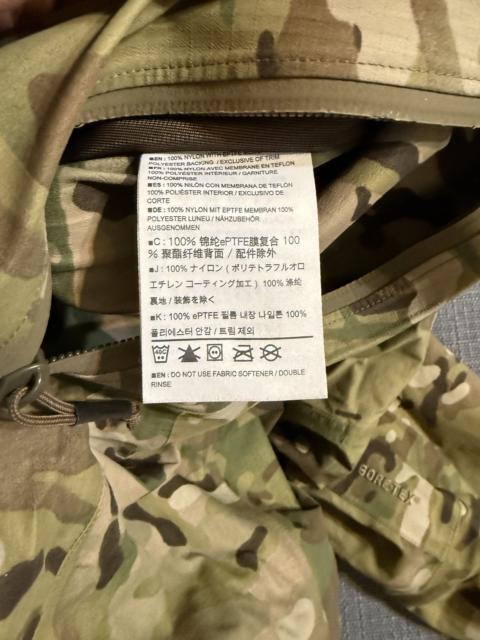 ■EN : 100% NYLON WITH EPTFE
POLYESTER BACKING / EXCLUSIVE OF TRIM
■FR : 100% NYLON AVEC MEMBRANE EN TEFLON
100% POLYESTER INTÉRIEUR / GARNITURE
NON-COMPRISE
■ES : 100% NILÓN CON MEMBRANA DE TEFLÓN
100% POLIÉSTER INTERIOR / EXCLUSIVO DE
CORTE
■DE : 100% NYLON MIT EPTFE MEMBRAN 100%
POLYESTER LUNEU / NÄHZUBEHÖR
AUSGENOMMEN
■C : 100% 锦纶ePTFE膜复合 100
% 聚酯纤维背面 / 配件除外
■J : 100% ナイロン ( ポリテトラフルオロ
エチレン コーティング加工 ) 100% 涤纶
裏地 / 装飾を除く
■K : 100% ePTFE 필름 내장 나일론 100%
폴리에스터 안감 / 트림 제외
40C
■EN : DO NOT USE FABRIC SOFTENER / DOUBLE
RINSE
GORE-TEX